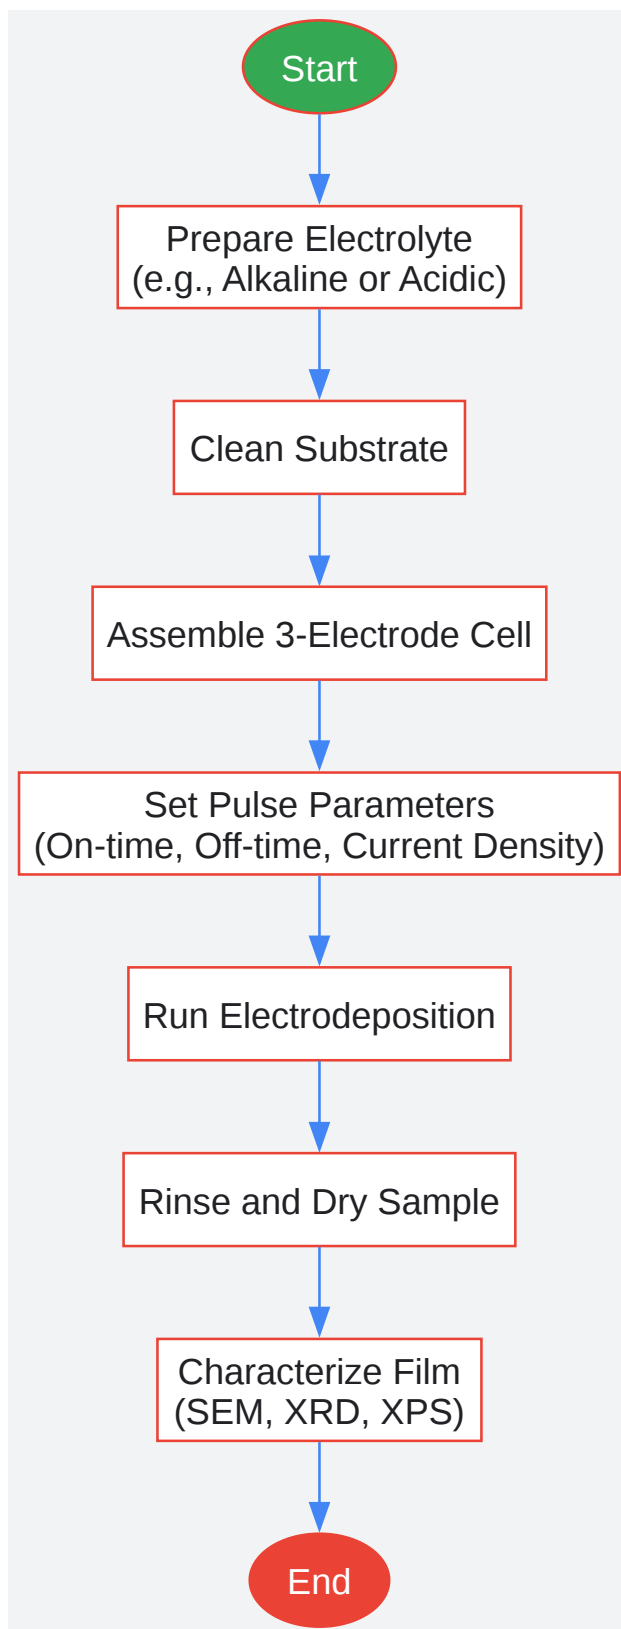 Start
Prepare Electrolyte
(e.g., Alkaline or Acidic)
Clean Substrate
Assemble 3-Electrode Cell
Set Pulse Parameters
(On-time, Off-time, Current Density)
Run Electrodeposition
Rinse and Dry Sample
Characterize Film
(SEM, XRD, XPS)
End